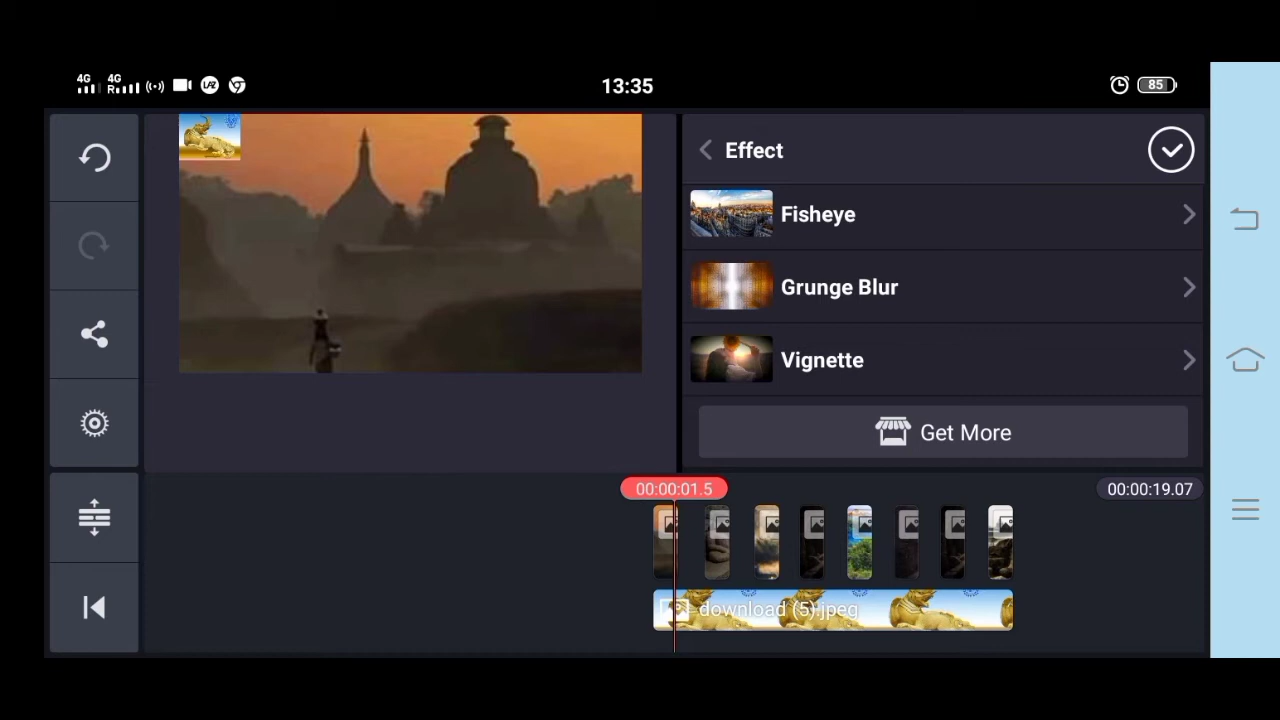 4G 4G
R
LAZ
13:35
85
Effect
Fisheye
Grunge Blur
Vignette
Get More
00:00:01.5
00:00:19.07
download (5).jpeg